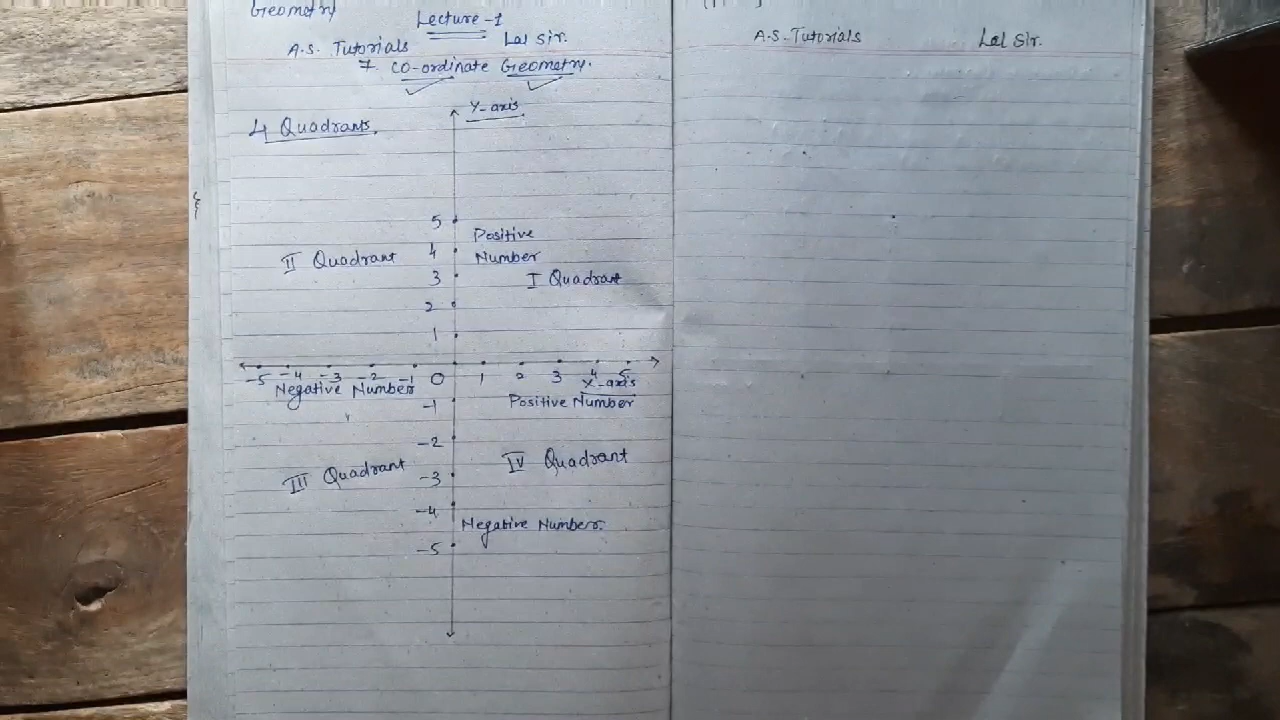 Geometry
Lecture-1
A.S. Tutorials Lal Sir.
7. CO-ordinate Geometry.
Y-axis
4 Quadrants.
5
Positive
II Quadrant 4 Number
3 I Quadrant
2
1
-5 -4 -3 -2 -1 0 1 2 3 4 5
Negative Number X-axis
-1 Positive Number
-2
III Quadrant -3 IV Quadrant
-4
Negative Numbers.
-5
A.S-Tutorials Lal Sir.